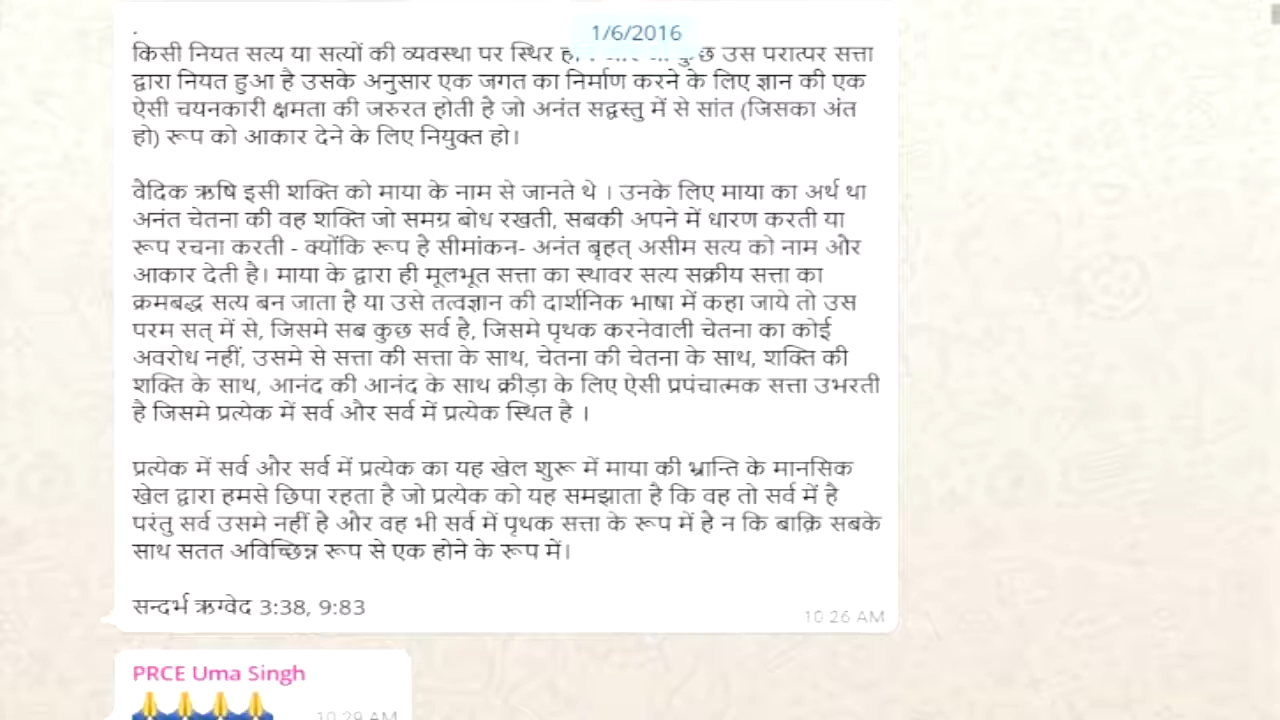 1/6/2016
किसी नियत सत्य या सत्यों की व्यवस्था पर स्थिर उस परात्पर सत्ता
द्वारा नियत हुआ है उसके अनुसार एक जगत का निर्माण करने के लिए ज्ञान की एक
ऐसी चयनकारी क्षमता की जरुरत होती है जो अनंत सद्वस्तु में से सांत (जिसका अंत
हो) रूप को आकार देने के लिए नियुक्त हो।
वैदिक ऋषि इसी शक्ति को माया के नाम से जानते थे । उनके लिए माया का अर्थ था
अनंत चेतना की वह शक्ति जो समग्र बोध रखती, सबकी अपने में धारण करती या
रूप रचना करती - क्योंकि रूप है सीमांकन- अनंत बृहत् असीम सत्य को नाम और
आकार देती है। माया के द्वारा ही मूलभूत सत्ता का स्थावर सत्य सक्रीय सत्ता का
क्रमबद्ध सत्य बन जाता है या उसे तत्वज्ञान की दार्शनिक भाषा में कहा जाये तो उस
परम सत् में से, जिसमे सब कुछ सर्व है, जिसमे पृथक करनेवाली चेतना का कोई
अवरोध नहीं, उसमे से सत्ता की सत्ता के साथ, चेतना की चेतना के साथ, शक्ति की
शक्ति के साथ, आनंद की आनंद के साथ क्रीड़ा के लिए ऐसी प्रपंचात्मक सत्ता उभरती
है जिसमे प्रत्येक में सर्व और सर्व में प्रत्येक स्थित है ।
प्रत्येक में सर्व और सर्व में प्रत्येक का यह खेल शुरू में माया की भ्रान्ति के मानसिक
खेल द्वारा हमसे छिपा रहता है जो प्रत्येक को यह समझाता है कि वह तो सर्व में है
परंतु सर्व उसमे नहीं है और वह भी सर्व में पृथक सत्ता के रूप में है न कि बाक़ि सबके
साथ सतत अविच्छिन्न रूप से एक होने के रूप में।
सन्दर्भ ऋग्वेद 3:38, 9:83
10:26 AM
PRCE Uma Singh
10:29 AM